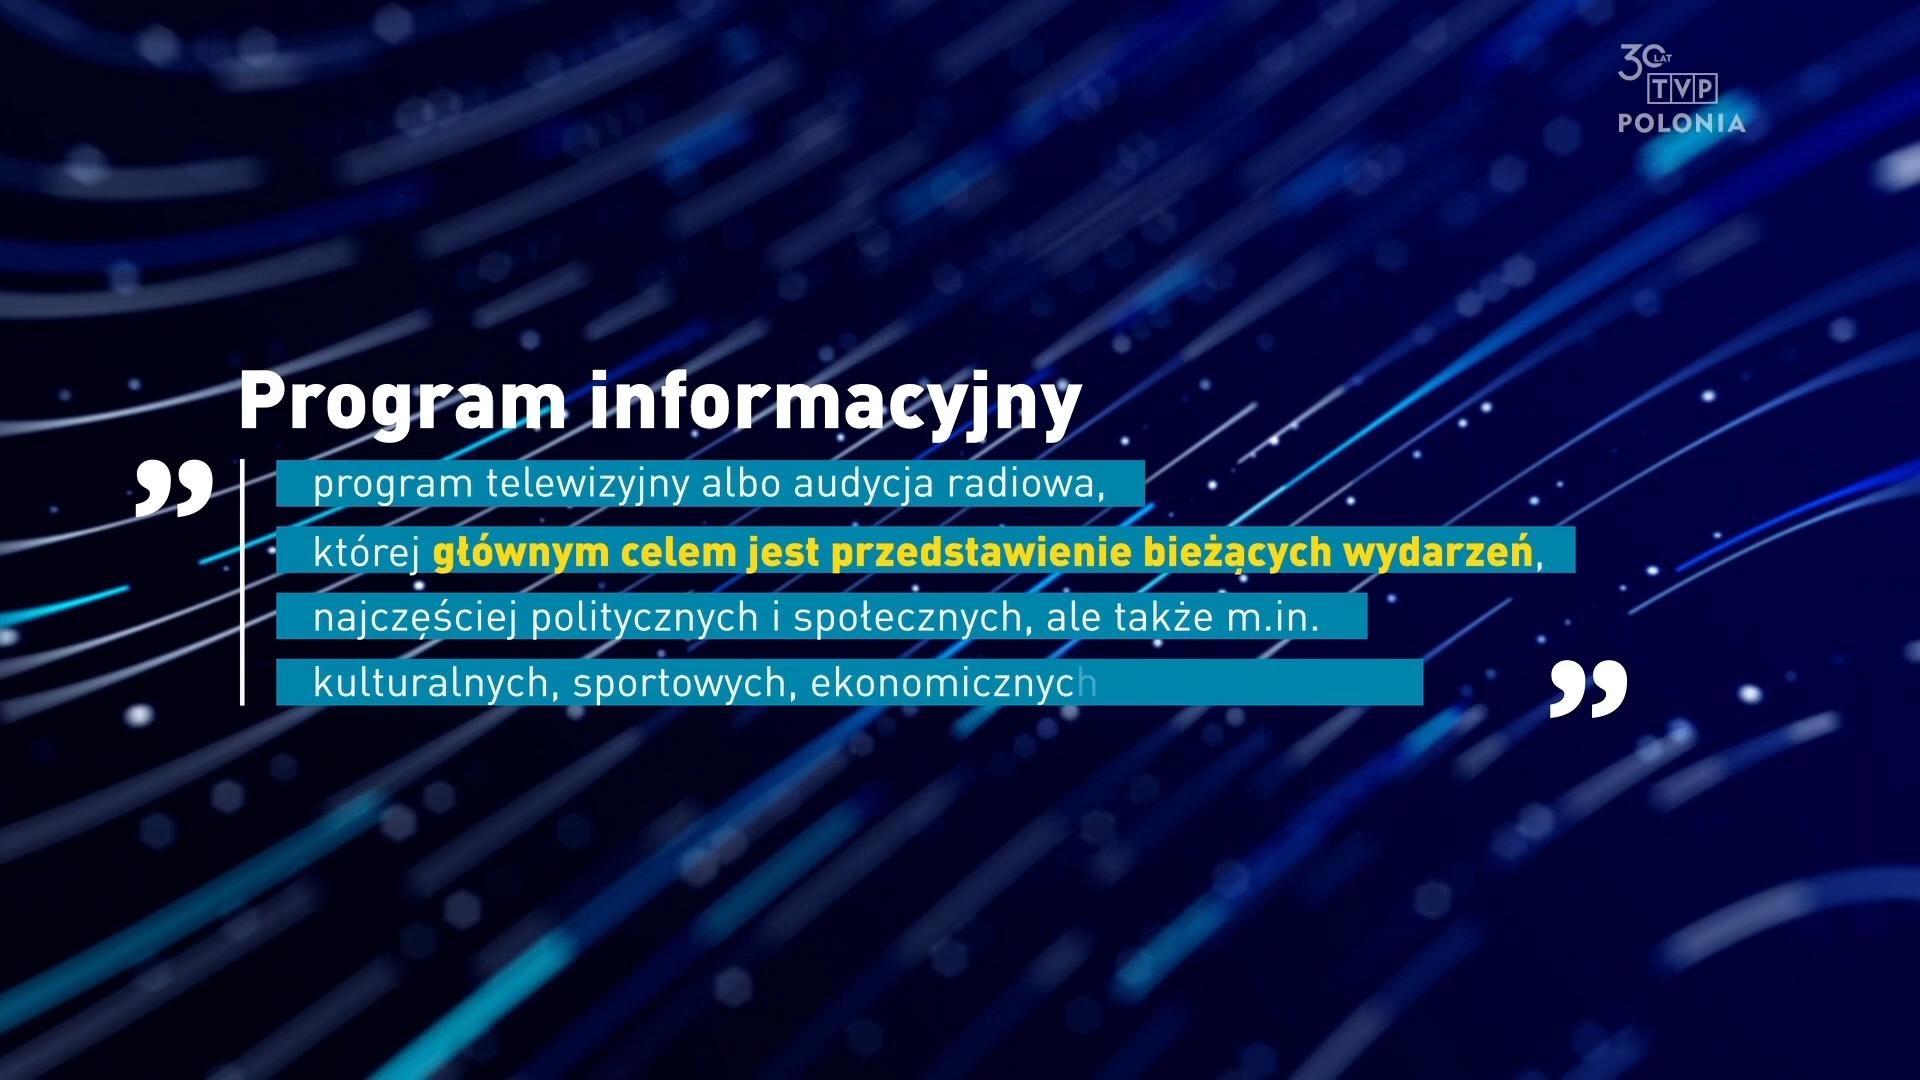 30 LAT
TVP
POLONIA
Program informacyjny
” program telewizyjny albo audycja radiowa,
której głównym celem jest przedstawienie bieżących wydarzeń,
najczęściej politycznych i społecznych, ale także m.in.
kulturalnych, sportowych, ekonomicznych ”